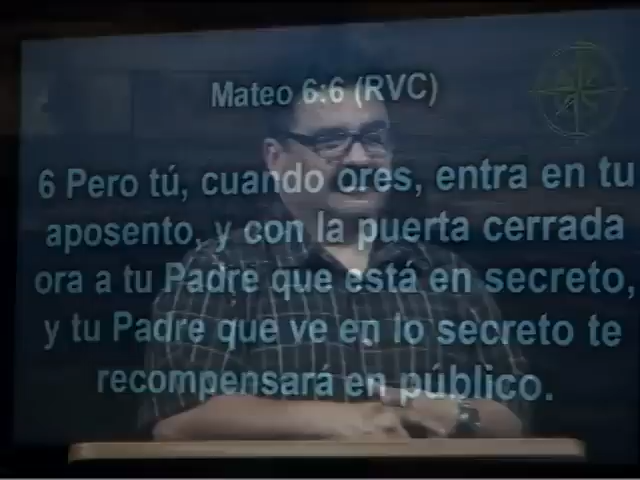 Mateo 6:6 (RVC)
6 Pero tú, cuando ores, entra en tu
aposento, y con la puerta cerrada
ora a tu Padre que está en secreto,
y tu Padre que ve en lo secreto te
recompensará en público.